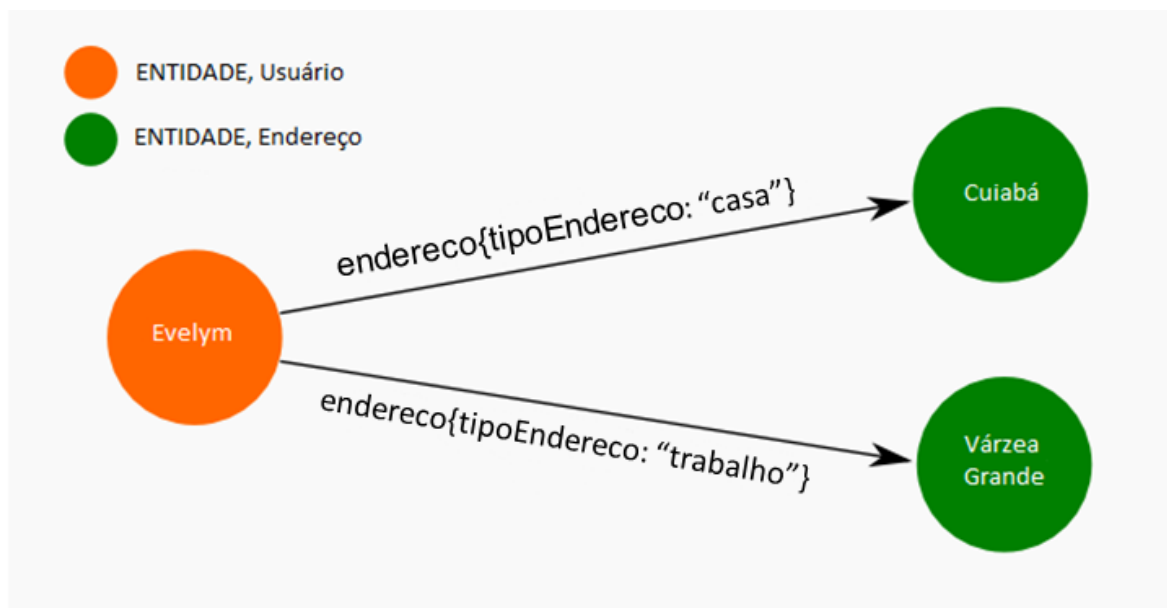 ENTIDADE, Usuário
ENTIDADE, Endereço
Cuiabá
endereco{tipoEndereco: “casa”}
Evelym
endereco{tipoEndereco: “trabalho”}
Várzea
Grande